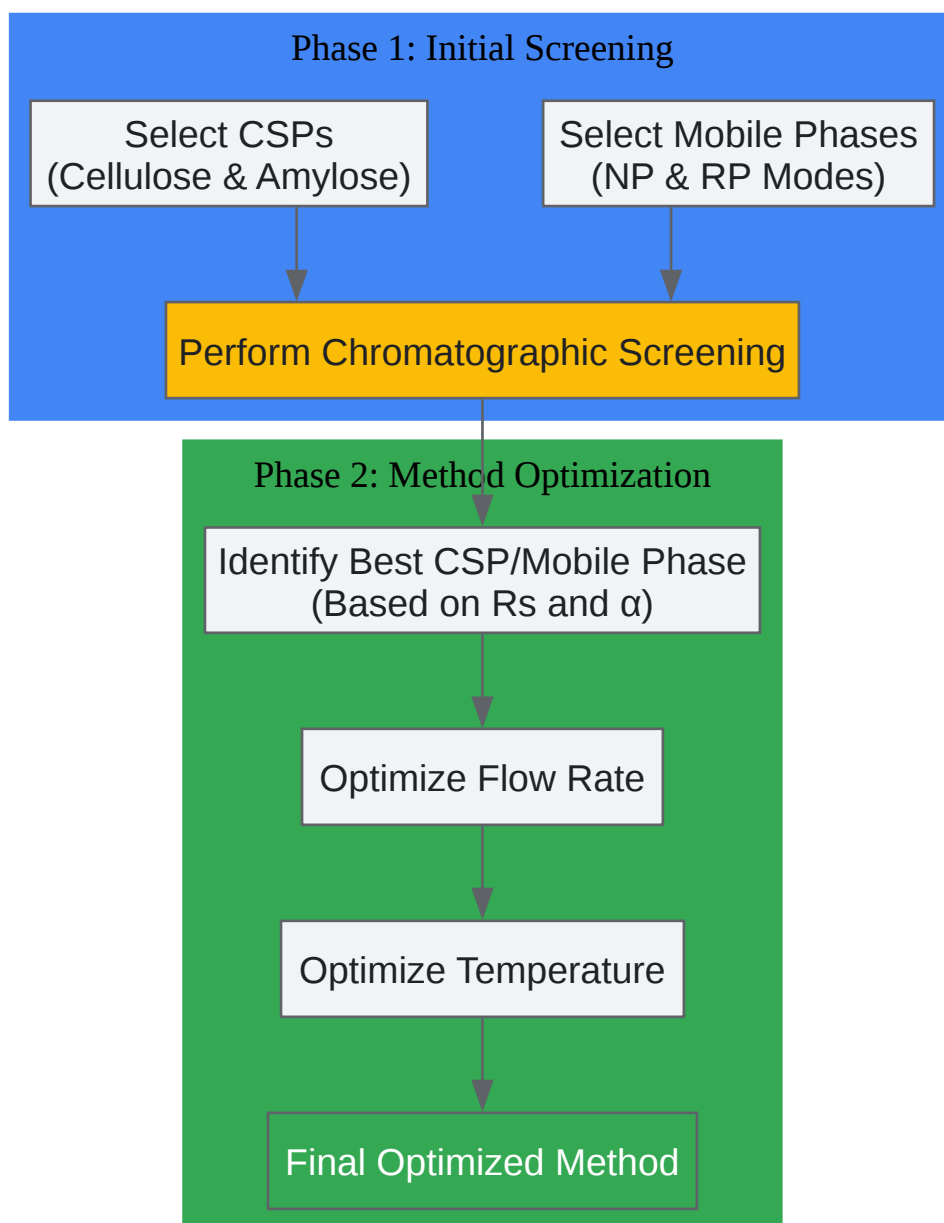 Phase 1: Initial Screening
Select CSPs
(Cellulose & Amylose)
Select Mobile Phases
(NP & RP Modes)
Perform Chromatographic Screening
Phase 2: Method Optimization
Identify Best CSP/Mobile Phase
(Based on Rs and α)
Optimize Flow Rate
Optimize Temperature
Final Optimized Method